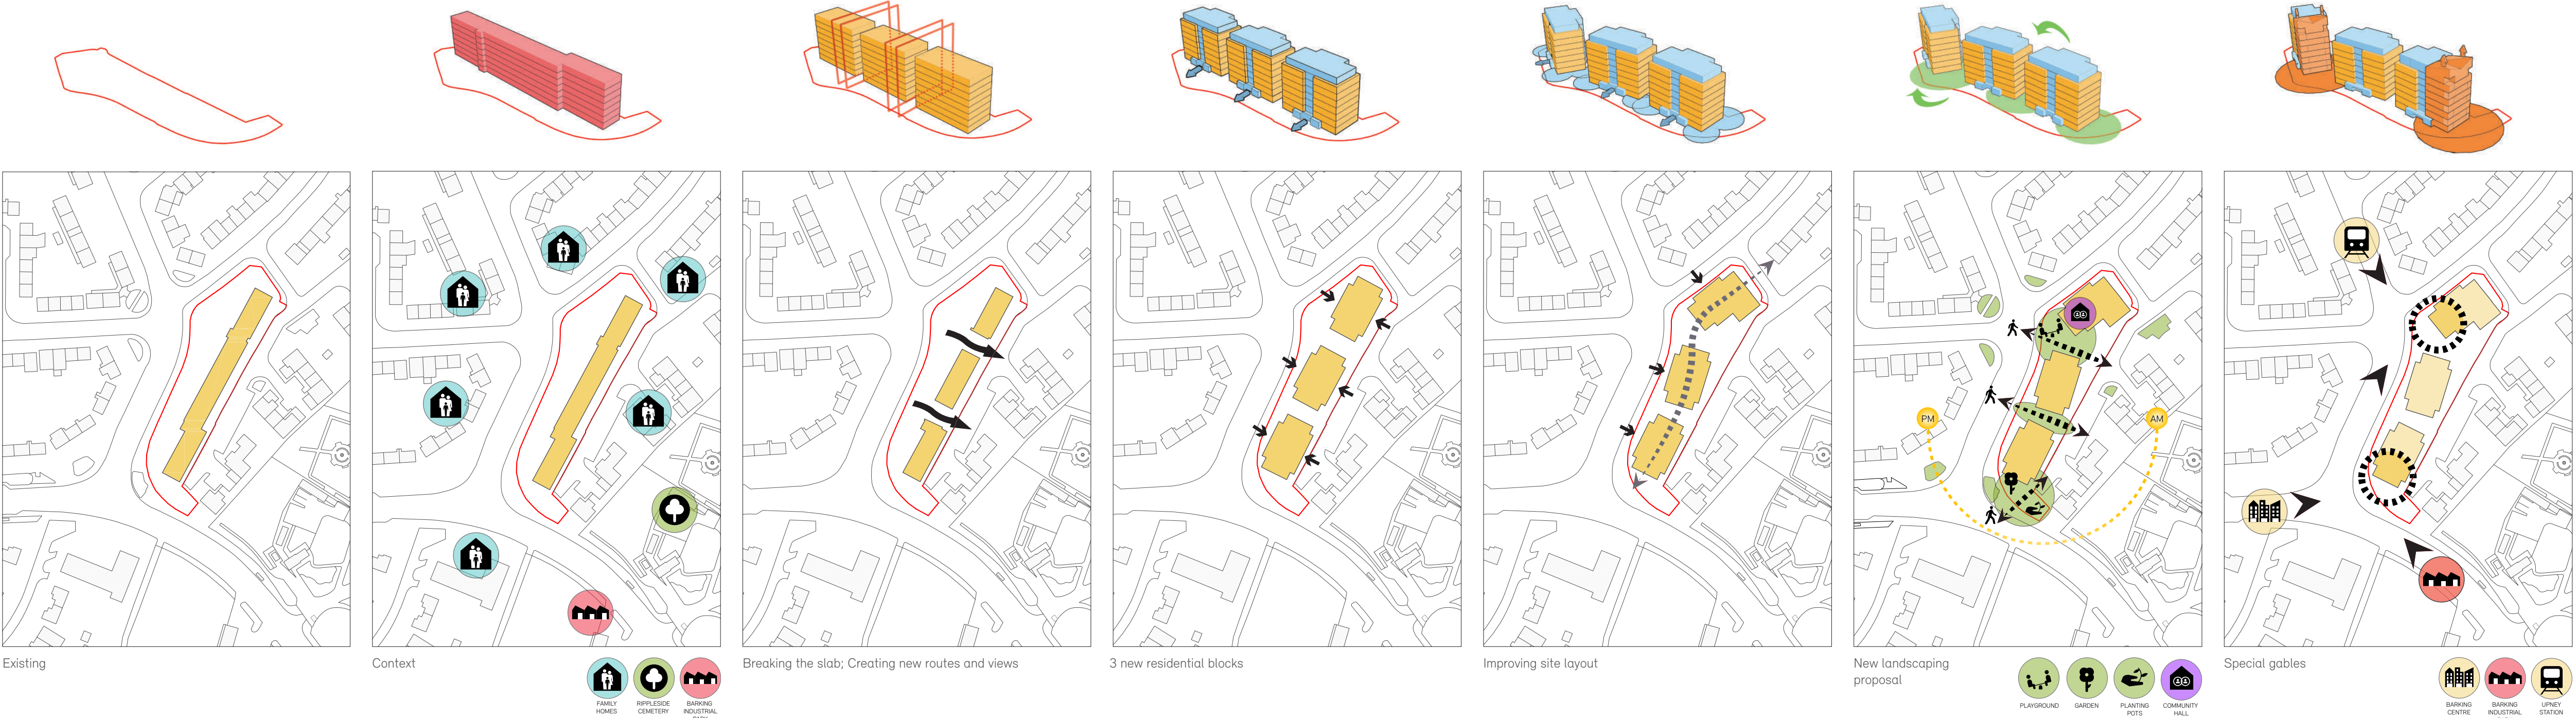 PM
AM
Existing
Context
FAMILY
HOMES
RIPPLESIDE
CEMETERY
BARKING
INDUSTRIAL
PARK
Breaking the slab; Creating new routes and views
3 new residential blocks
Improving site layout
New landscaping
proposal
PLAYGROUND
GARDEN
PLANTING
POTS
COMMUNITY
HALL
Special gables
BARKING
CENTRE
BARKING
INDUSTRIAL
UPNEY
STATION